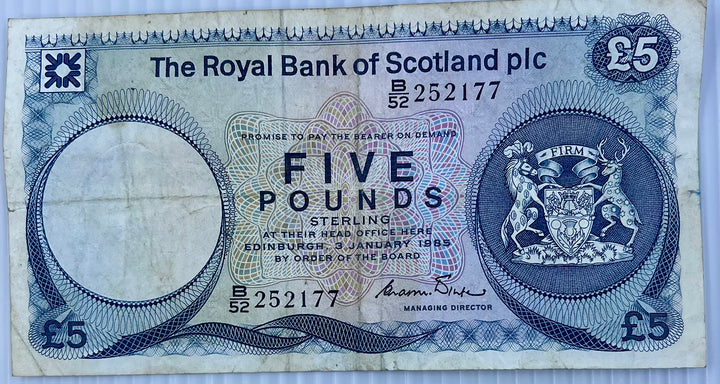 The Royal Bank of Scotland plc
£5
B/52 252177
PROMISE TO PAY THE BEARER ON DEMAND
FIVE
POUNDS
STERLING
AT THEIR HEAD OFFICE HERE
EDINBURGH, 3 JANUARY 1985
BY ORDER OF THE BOARD
FIRM
B/52 252177
MANAGING DIRECTOR
£5
£5